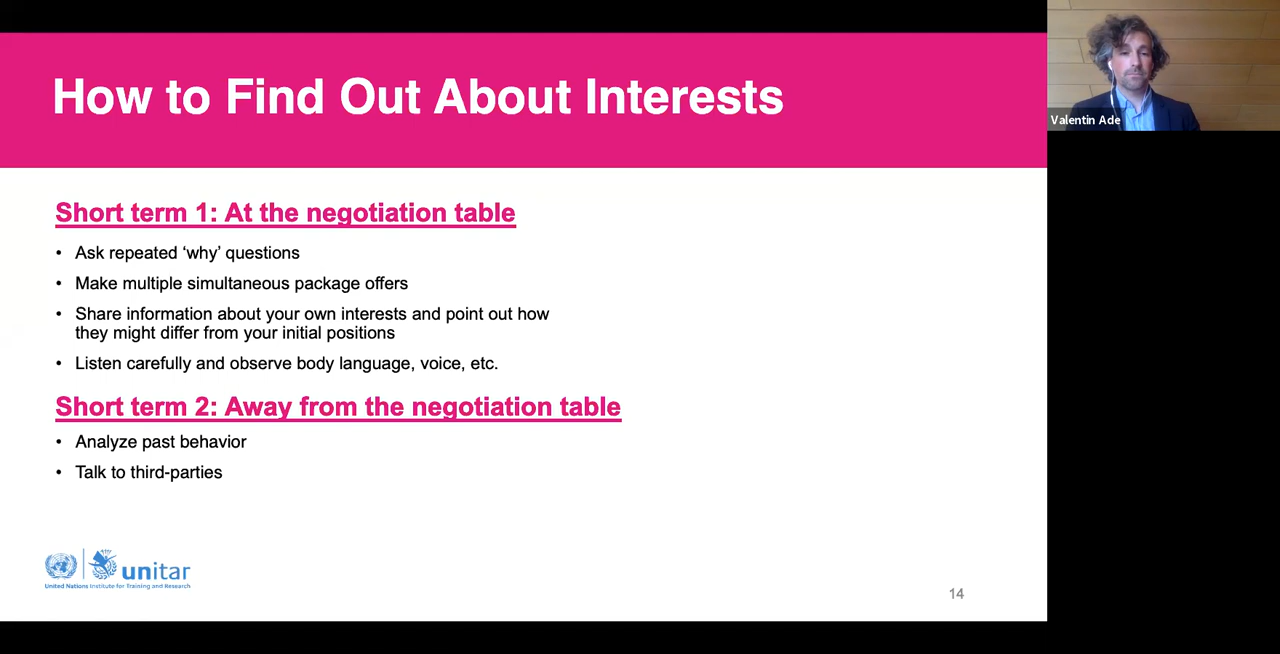 How to Find Out About Interests
Valentin Ade
Short term 1: At the negotiation table
• Ask repeated ‘why’ questions
• Make multiple simultaneous package offers
• Share information about your own interests and point out how
they might differ from your initial positions
• Listen carefully and observe body language, voice, etc.
Short term 2: Away from the negotiation table
• Analyze past behavior
• Talk to third-parties
unitar
United Nations Institute for Training and Research
14